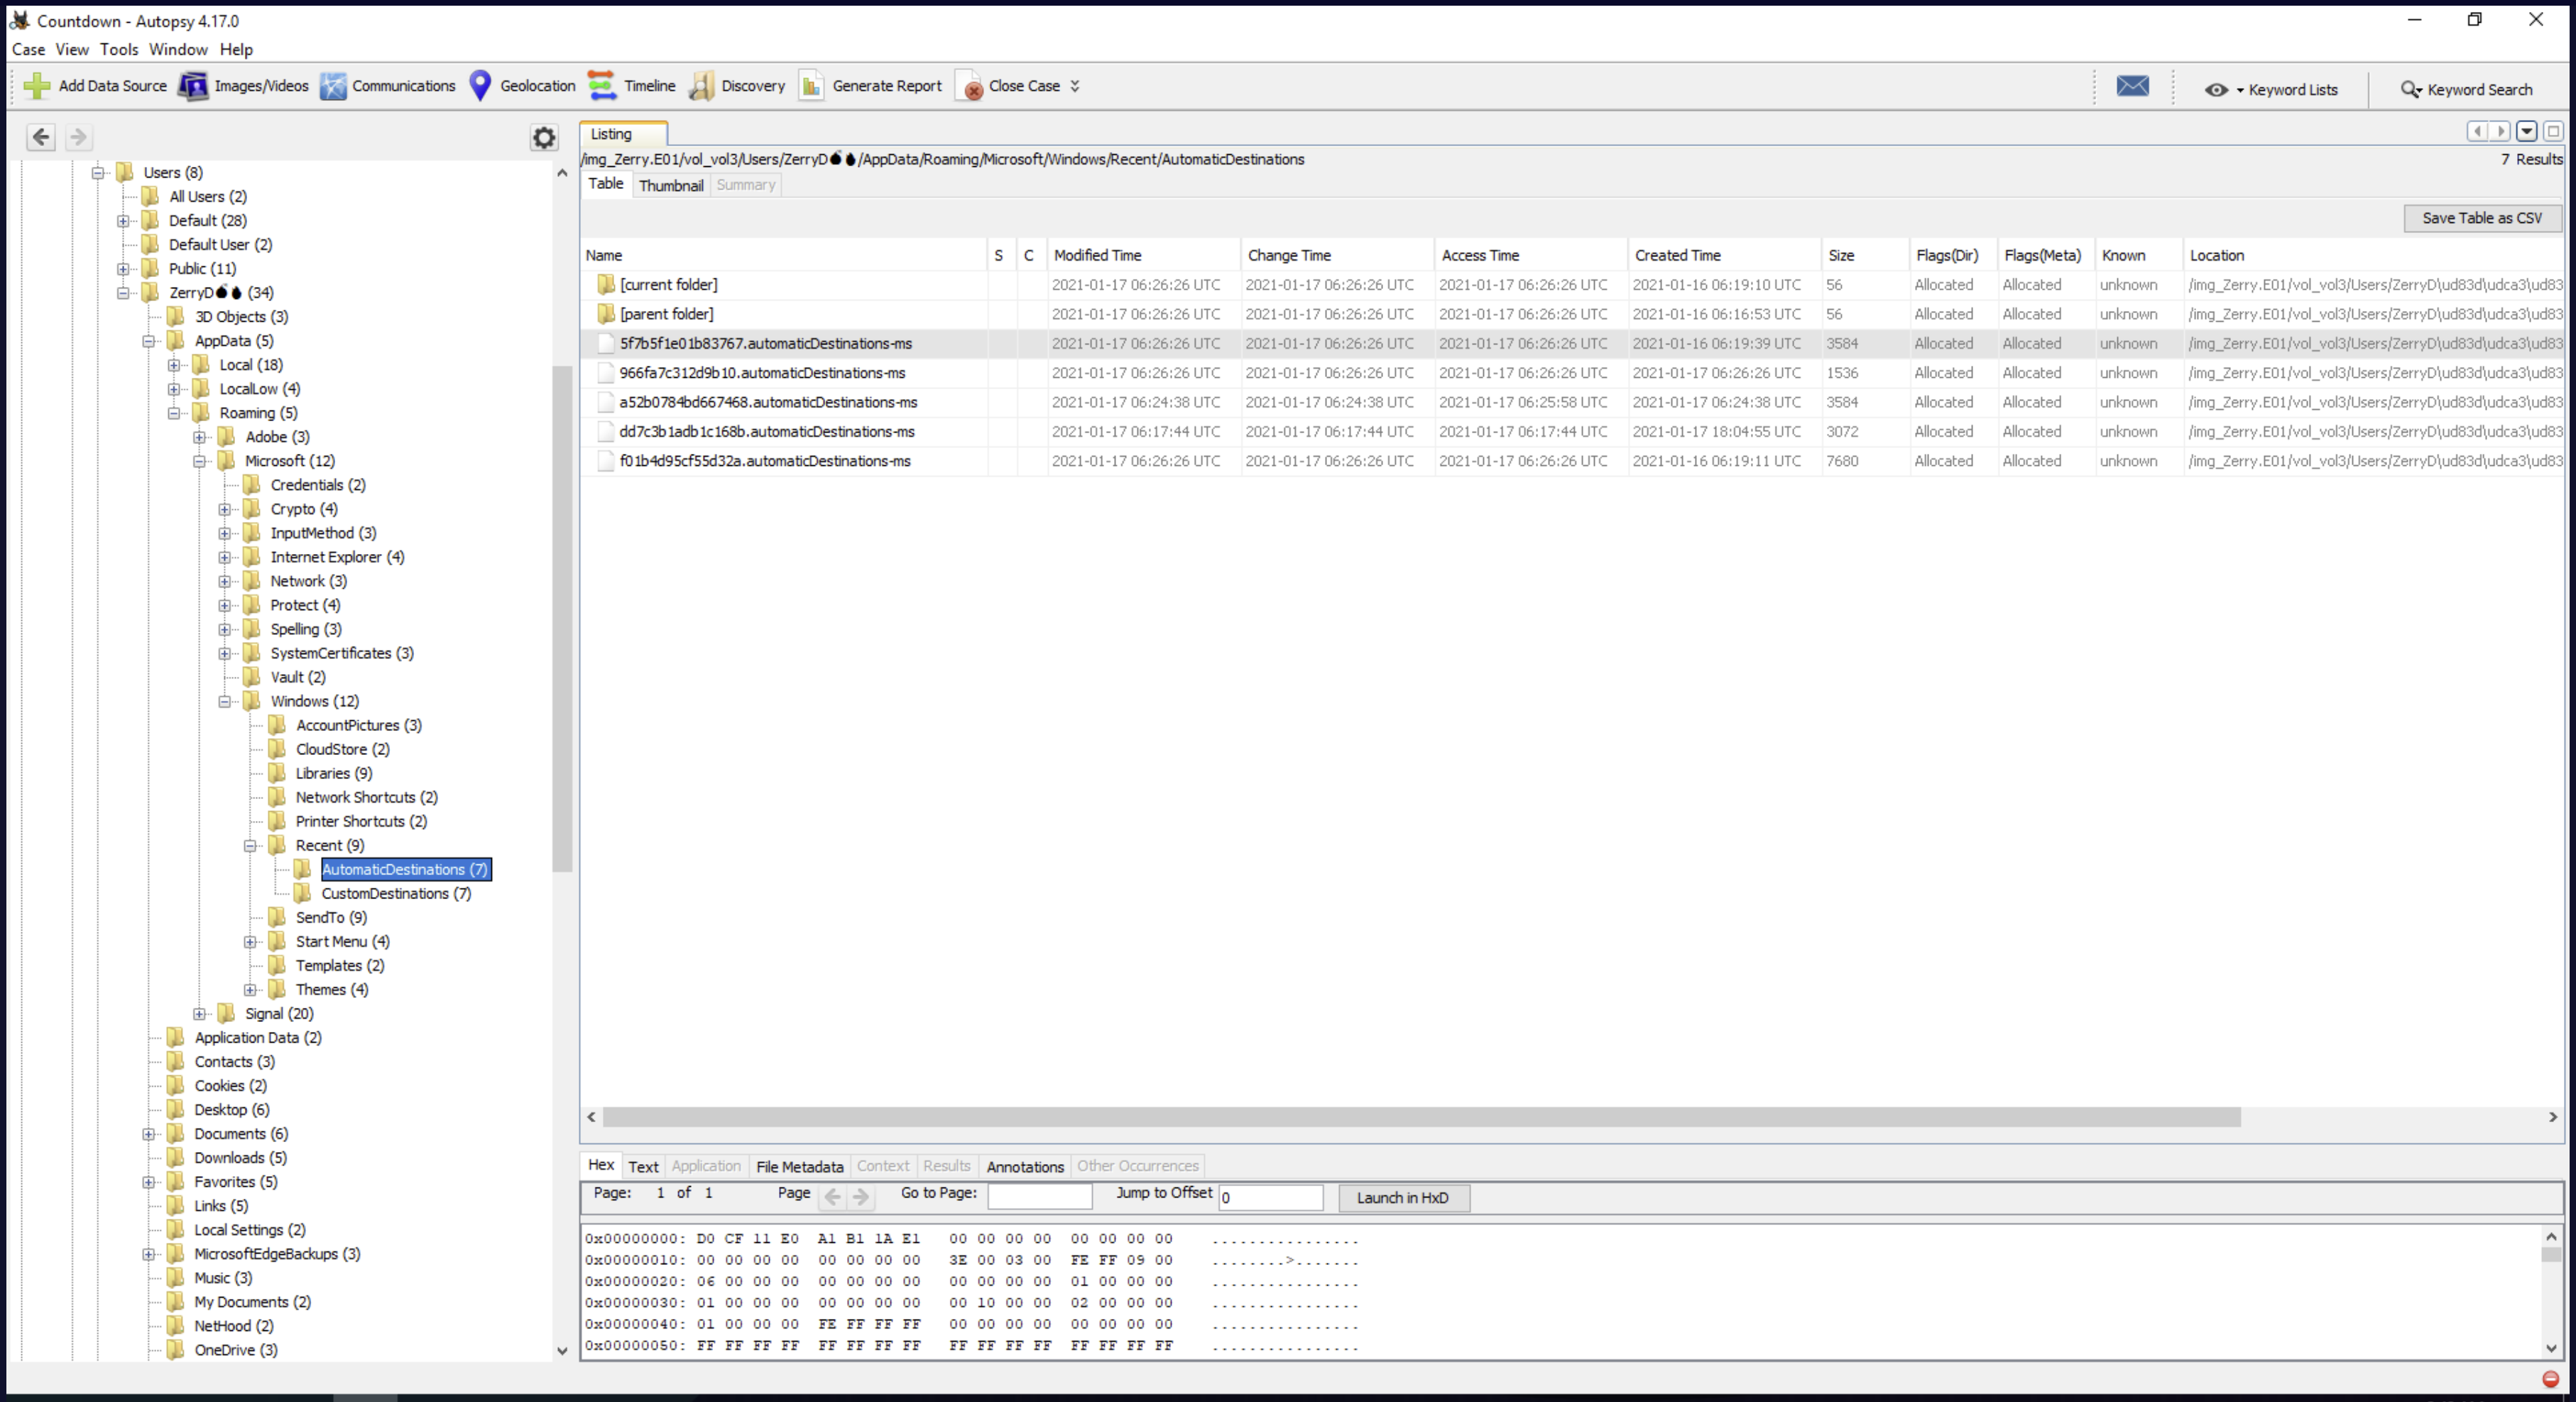 Countdown - Autopsy 4.17.0
Case View Tools Window Help
Add Data Source Images/Videos Communications Geolocation Timeline Discovery Generate Report Close Case Keyword Lists Keyword Search
Users (8)
All Users (2)
Default (28)
Default User (2)
Public (11)
ZerryD💣💧 (34)
3D Objects (3)
AppData (5)
Local (18)
LocalLow (4)
Roaming (5)
Adobe (3)
Microsoft (12)
Credentials (2)
Crypto (4)
InputMethod (3)
Internet Explorer (4)
Network (3)
Protect (4)
Spelling (3)
SystemCertificates (3)
Vault (2)
Windows (12)
AccountPictures (3)
CloudStore (2)
Libraries (9)
Network Shortcuts (2)
Printer Shortcuts (2)
Recent (9)
AutomaticDestinations (7)
CustomDestinations (7)
SendTo (9)
Start Menu (4)
Templates (2)
Themes (4)
Signal (20)
Application Data (2)
Contacts (3)
Cookies (2)
Desktop (6)
Documents (6)
Downloads (5)
Favorites (5)
Links (5)
Local Settings (2)
MicrosoftEdgeBackups (3)
Music (3)
My Documents (2)
NetHood (2)
OneDrive (3)
Listing
/img_Zerry.E01/vol_vol3/Users/ZerryD💣💧/AppData/Roaming/Microsoft/Windows/Recent/AutomaticDestinations 7 Results
Table Thumbnail Summary
Save Table as CSV
Name S C Modified Time Change Time Access Time Created Time Size Flags(Dir) Flags(Meta) Known Location
[current folder] 2021-01-17 06:26:26 UTC 2021-01-17 06:26:26 UTC 2021-01-17 06:26:26 UTC 2021-01-16 06:19:10 UTC 56 Allocated Allocated unknown /img_Zerry.E01/vol_vol3/Users/ZerryD\ud83d\udca3\ud83
[parent folder] 2021-01-17 06:26:26 UTC 2021-01-17 06:26:26 UTC 2021-01-17 06:26:26 UTC 2021-01-16 06:16:53 UTC 56 Allocated Allocated unknown /img_Zerry.E01/vol_vol3/Users/ZerryD\ud83d\udca3\ud83
5f7b5f1e01b83767.automaticDestinations-ms 2021-01-17 06:26:26 UTC 2021-01-17 06:26:26 UTC 2021-01-17 06:26:26 UTC 2021-01-16 06:19:39 UTC 3584 Allocated Allocated unknown /img_Zerry.E01/vol_vol3/Users/ZerryD\ud83d\udca3\ud83
966fa7c312d9b10.automaticDestinations-ms 2021-01-17 06:26:26 UTC 2021-01-17 06:26:26 UTC 2021-01-17 06:26:26 UTC 2021-01-17 06:26:26 UTC 1536 Allocated Allocated unknown /img_Zerry.E01/vol_vol3/Users/ZerryD\ud83d\udca3\ud83
a52b0784bd667468.automaticDestinations-ms 2021-01-17 06:24:38 UTC 2021-01-17 06:24:38 UTC 2021-01-17 06:25:58 UTC 2021-01-17 06:24:38 UTC 3584 Allocated Allocated unknown /img_Zerry.E01/vol_vol3/Users/ZerryD\ud83d\udca3\ud83
dd7c3b1adb1c168b.automaticDestinations-ms 2021-01-17 06:17:44 UTC 2021-01-17 06:17:44 UTC 2021-01-17 06:17:44 UTC 2021-01-17 18:04:55 UTC 3072 Allocated Allocated unknown /img_Zerry.E01/vol_vol3/Users/ZerryD\ud83d\udca3\ud83
f01b4d95cf55d32a.automaticDestinations-ms 2021-01-17 06:26:26 UTC 2021-01-17 06:26:26 UTC 2021-01-17 06:26:26 UTC 2021-01-16 06:19:11 UTC 7680 Allocated Allocated unknown /img_Zerry.E01/vol_vol3/Users/ZerryD\ud83d\udca3\ud83
Hex Text Application File Metadata Context Results Annotations Other Occurrences
Page: 1 of 1 Page Go to Page: Jump to Offset 0 Launch in HxD
0x00000000: D0 CF 11 E0 A1 B1 1A E1 00 00 00 00 00 00 00 00 ................
0x00000010: 00 00 00 00 00 00 00 00 3E 00 03 00 FE FF 09 00 ........>.......
0x00000020: 06 00 00 00 00 00 00 00 00 00 00 00 01 00 00 00 ................
0x00000030: 01 00 00 00 00 00 00 00 00 10 00 00 02 00 00 00 ................
0x00000040: 01 00 00 00 FE FF FF FF 00 00 00 00 00 00 00 00 ................
0x00000050: FF FF FF FF FF FF FF FF FF FF FF FF FF FF FF FF ................